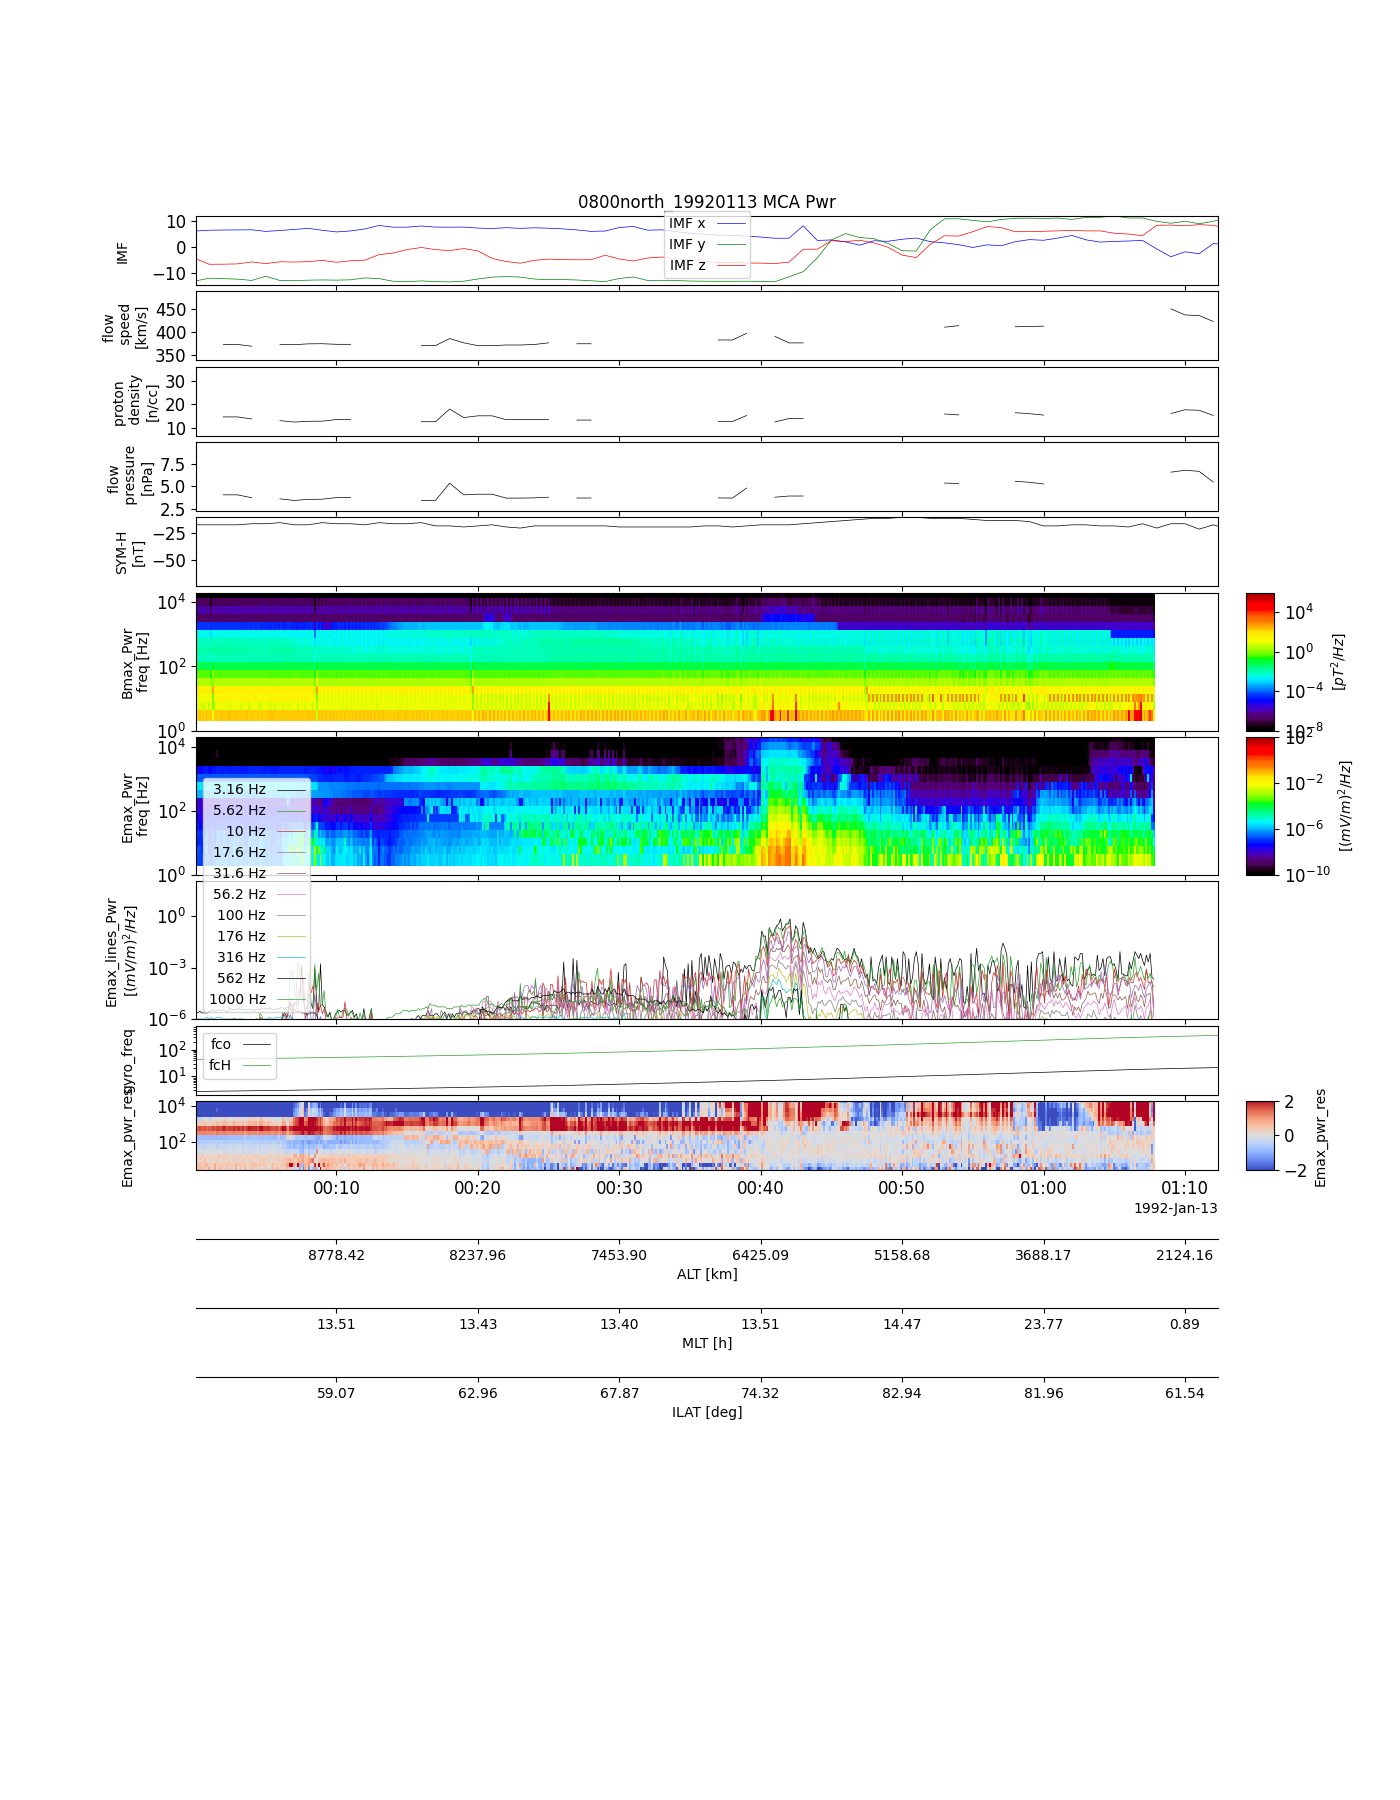 0800north_19920113 MCA Pwr
10
0
−10
IMF
IMF x
IMF y
IMF z
450
400
350
flow
speed
[km/s]
30
20
10
proton
density
[n/cc]
7.5
5.0
2.5
flow
pressure
[nPa]
−25
−50
SYM-H
[nT]
10^4
10^2
10^0
Bmax_Pwr
freq [Hz]
10^4
10^0
10^−4
10^−8
[pT^2/Hz]
10^4
10^2
10^0
Emax_Pwr
freq [Hz]
10^2
10^−2
10^−6
10^−10
[(mV/m)^2/Hz]
3.16 Hz
5.62 Hz
10 Hz
17.6 Hz
31.6 Hz
56.2 Hz
100 Hz
176 Hz
316 Hz
562 Hz
1000 Hz
10^0
10^−3
10^−6
Emax_lines_Pwr
[(mV/m)^2/Hz]
10^2
10^1
gyro_freq
fco
fcH
10^4
10^2
Emax_pwr_res
2
0
−2
Emax_pwr_res
00:10 00:20 00:30 00:40 00:50 01:00 01:10
1992-Jan-13
8778.42 8237.96 7453.90 6425.09 5158.68 3688.17 2124.16
ALT [km]
13.51 13.43 13.40 13.51 14.47 23.77 0.89
MLT [h]
59.07 62.96 67.87 74.32 82.94 81.96 61.54
ILAT [deg]